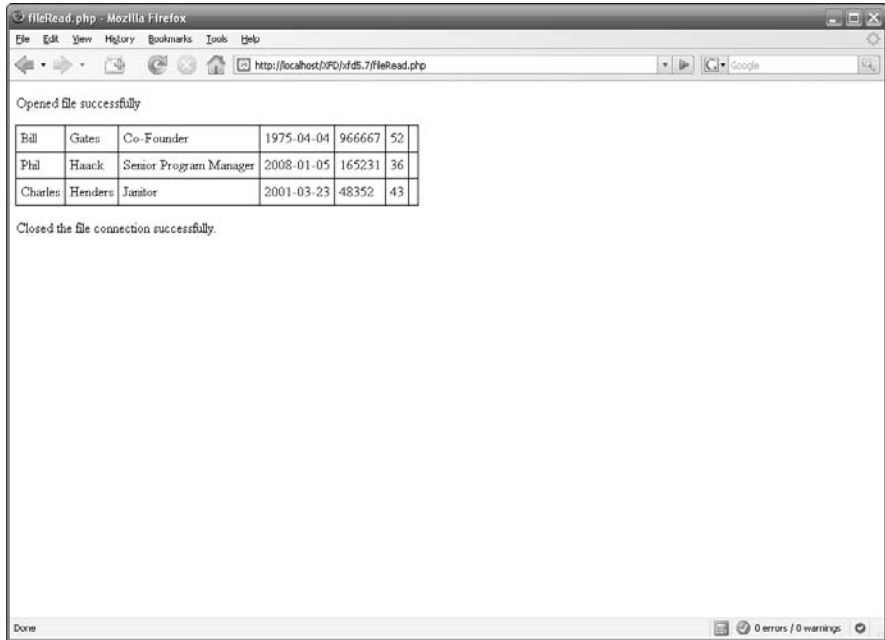 fileRead.php - Mozilla Firefox
File Edit View History Bookmarks Tools Help
http://localhost/XFD/xfd5.7/fileRead.php
Google
Opened file successfully
Bill Gates Co-Founder 1975-04-04 966667 52
Phil Haack Senior Program Manager 2008-01-05 165231 36
Charles Henders Janitor 2001-03-23 48352 43
Closed the file connection successfully.
Done 0 errors / 0 warnings